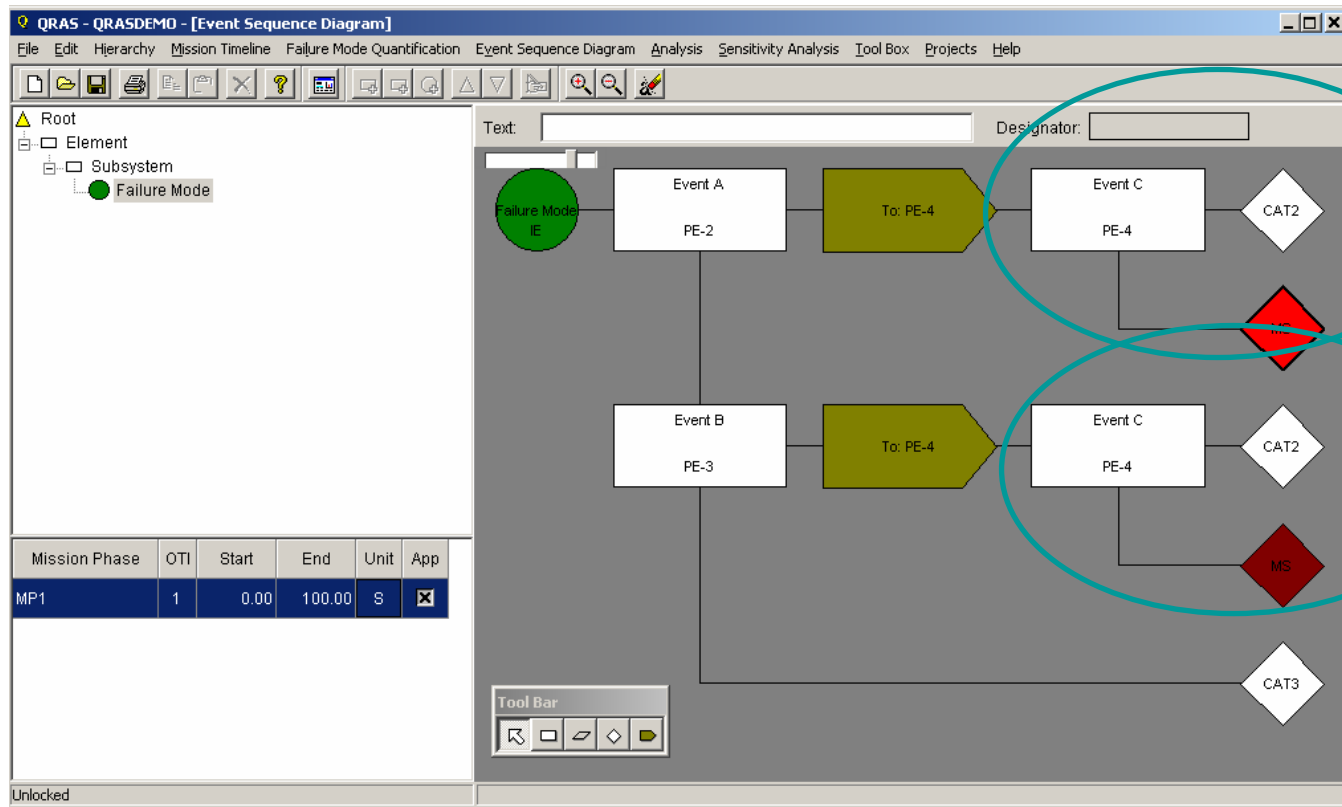 QRAS - QRASDEMO - [Event Sequence Diagram]
File Edit Hierarchy Mission Timeline Failure Mode Quantification Event Sequence Diagram Analysis Sensitivity Analysis Tool Box Projects Help
Root
Element
Subsystem
Failure Mode
Text: Designator:
Failure Mode
IE
Event A
PE-2
To: PE-4
Event C
PE-4
CAT2
MS
Event B
PE-3
To: PE-4
Event C
PE-4
CAT2
MS
CAT3
Tool Bar
Mission Phase OTI Start End Unit App
MP1 1 0.00 100.00 S
Unlocked